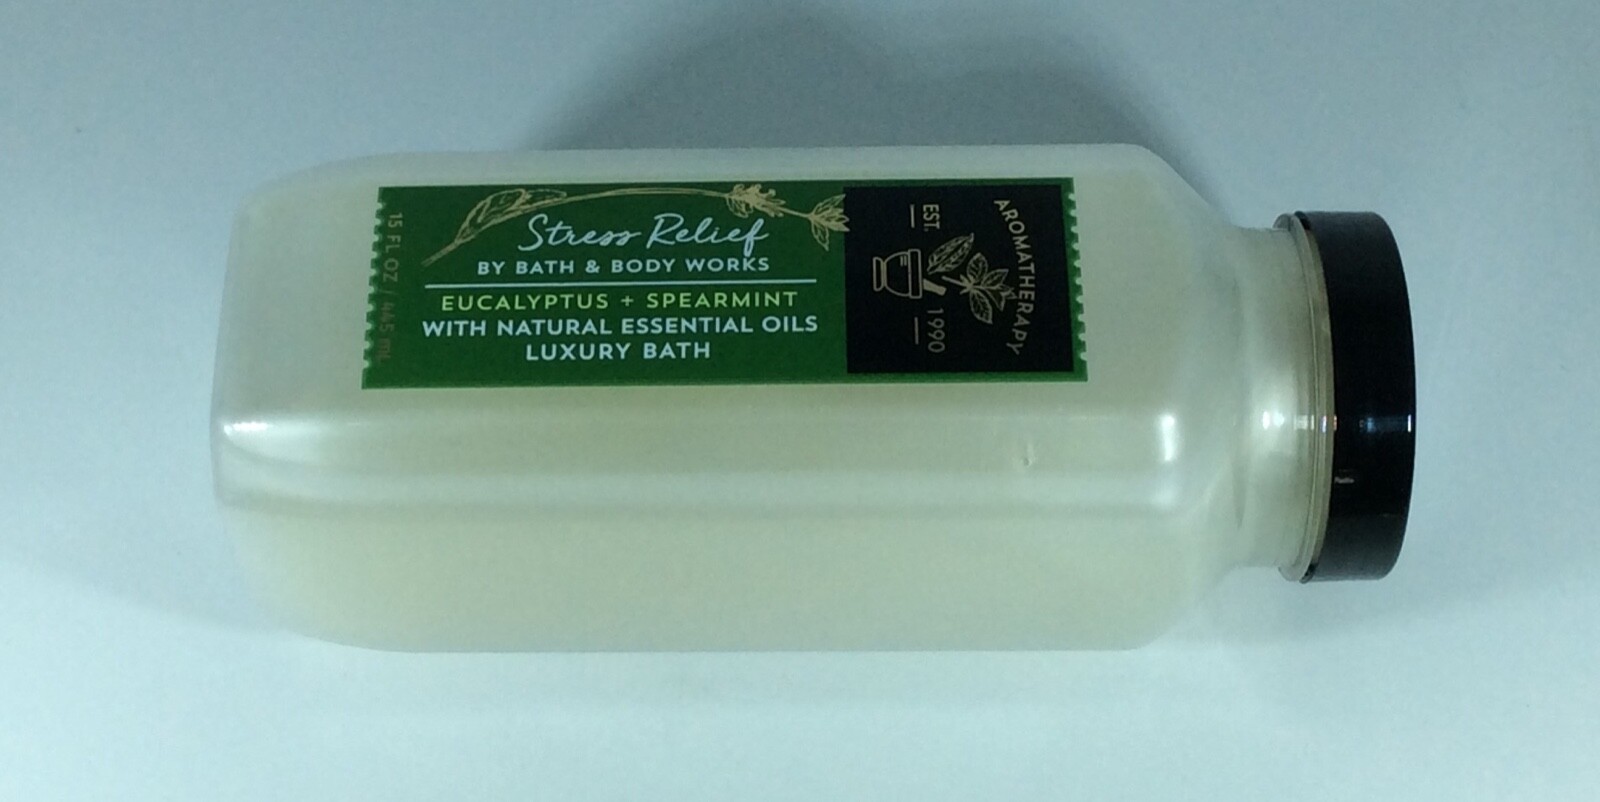 Stress Relief
BY BATH & BODY WORKS
EUCALYPTUS + SPEARMINT
WITH NATURAL ESSENTIAL OILS
LUXURY BATH
15 FL OZ / 445 mL
AROMATHERAPY
EST.
1990